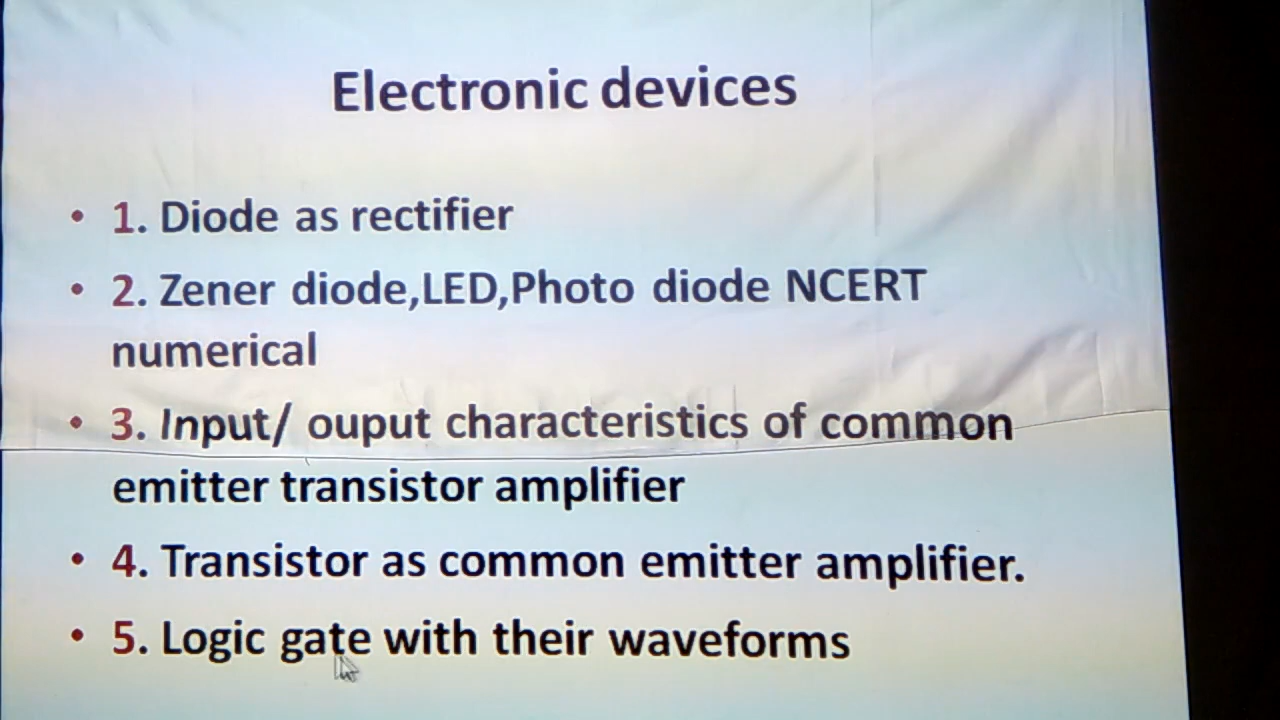 Electronic devices
• 1. Diode as rectifier
• 2. Zener diode,LED,Photo diode NCERT
numerical
• 3. Input/ ouput characteristics of common
emitter transistor amplifier
• 4. Transistor as common emitter amplifier.
• 5. Logic gate with their waveforms